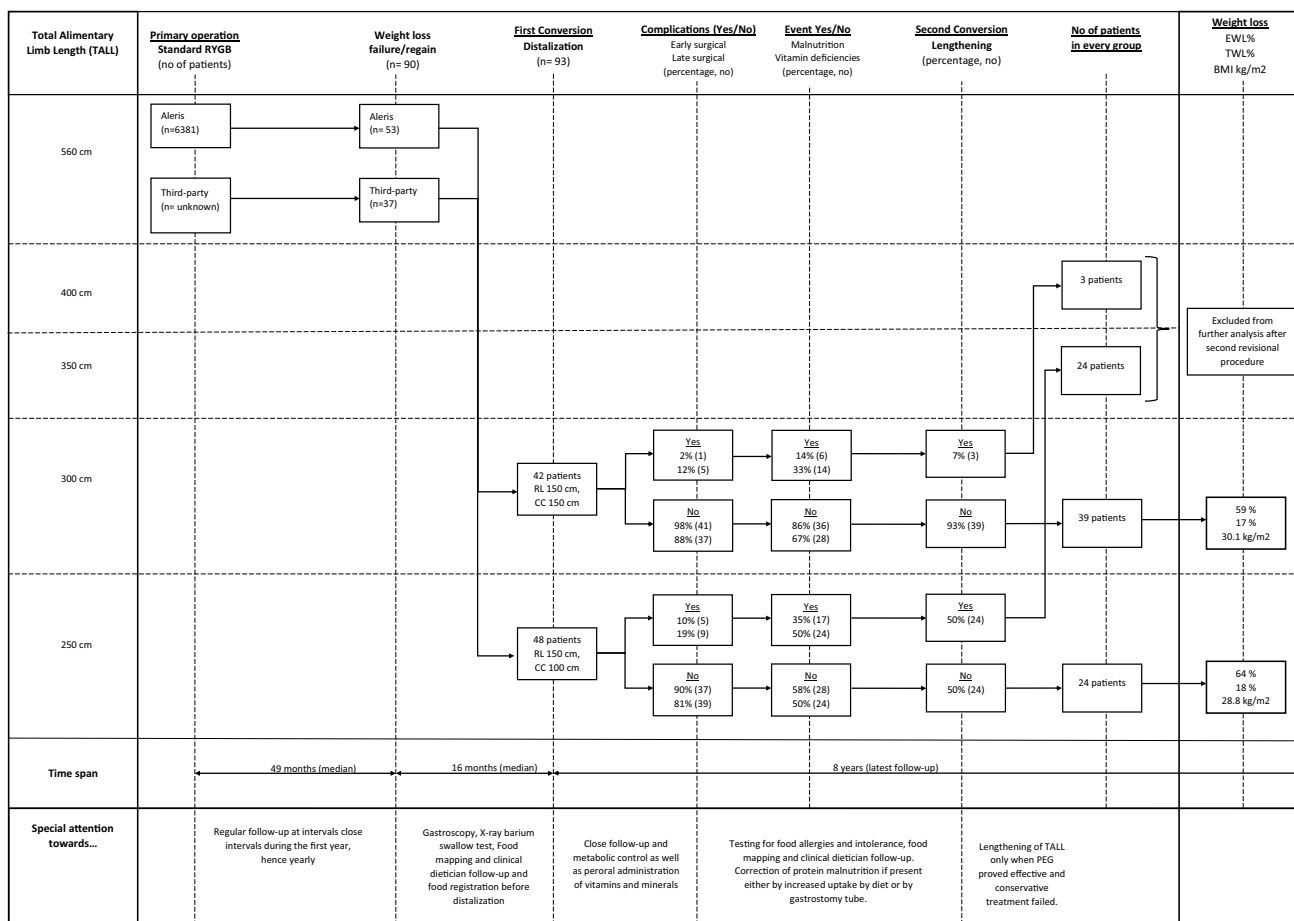 Total Alimentary
Limb Length (TALL)
Primary operation
Standard RYGB
(no of patients)
Weight loss
failure/regain
(n= 90)
First Conversion
Distalization
(n= 93)
Complications (Yes/No)
Early surgical
Late surgical
(percentage, no)
Event Yes/No
Malnutrition
Vitamin deficiencies
(percentage, no)
Second Conversion
Lengthening
(percentage, no)
No of patients
in every group
Weight loss
EWL%
TWL%
BMI kg/m2
560 cm
Aleris
(n=6381)
Aleris
(n= 53)
Third-party
(n= unknown)
Third-party
(n=37)
400 cm
3 patients
Excluded from
further analysis after
second revisional
procedure
350 cm
24 patients
300 cm
42 patients
RL 150 cm,
CC 150 cm
Yes
2% (1)
12% (5)
Yes
14% (6)
33% (14)
Yes
7% (3)
No
98% (41)
88% (37)
No
86% (36)
67% (28)
No
93% (39)
39 patients
59 %
17 %
30.1 kg/m2
250 cm
48 patients
RL 150 cm,
CC 100 cm
Yes
10% (5)
19% (9)
Yes
35% (17)
50% (24)
Yes
50% (24)
No
90% (37)
81% (39)
No
58% (28)
50% (24)
No
50% (24)
24 patients
64 %
18 %
28.8 kg/m2
Time span
49 months (median)
16 months (median)
8 years (latest follow-up)
Special attention
towards...
Regular follow-up at intervals close
intervals during the first year,
hence yearly
Gastroscopy, X-ray barium
swallow test, Food
mapping and clinical
dietician follow-up and
food registration before
distalization
Close follow-up and
metabolic control as well
as peroral administration
of vitamins and minerals
Testing for food allergies and intolerance, food
mapping and clinical dietician follow-up.
Correction of protein malnutrition if present
either by increased uptake by diet or by
gastrostomy tube.
Lengthening of TALL
only when PEG
proved effective and
conservative
treatment failed.